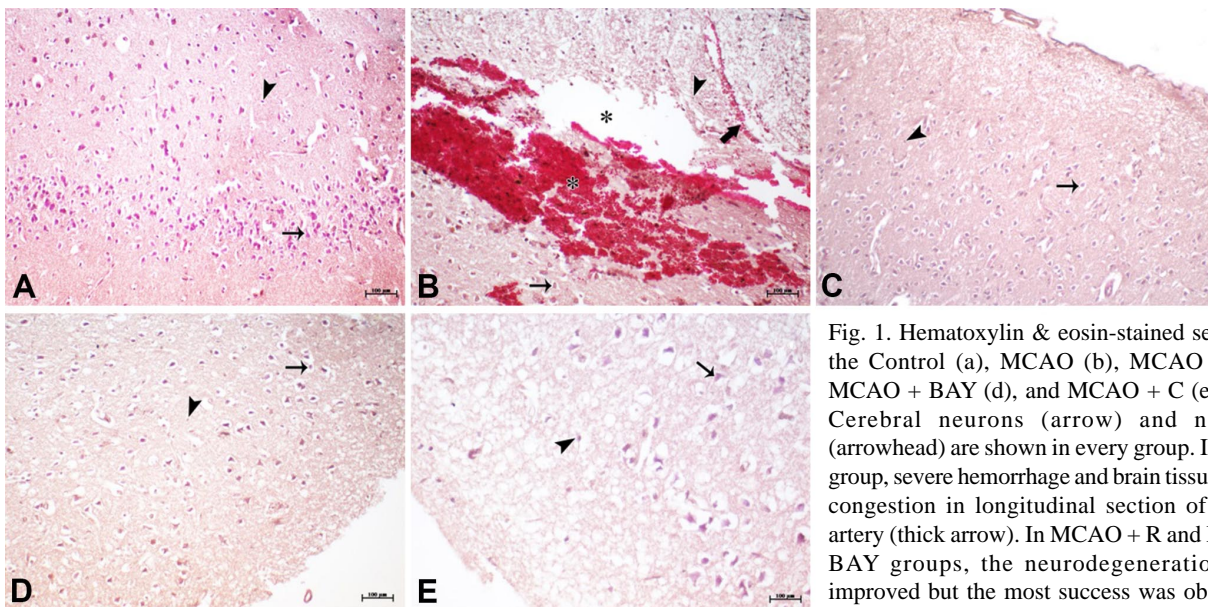 A
100 µm
B
100 µm
C
D
100 µm
E
100 µm
Fig. 1. Hematoxylin & eosin-stained se
the Control (a), MCAO (b), MCAO
MCAO + BAY (d), and MCAO + C (e
Cerebral neurons (arrow) and n
(arrowhead) are shown in every group. I
group, severe hemorrhage and brain tissu
congestion in longitudinal section of
artery (thick arrow). In MCAO + R and
BAY groups, the neurodegeneratio
improved but the most success was ob